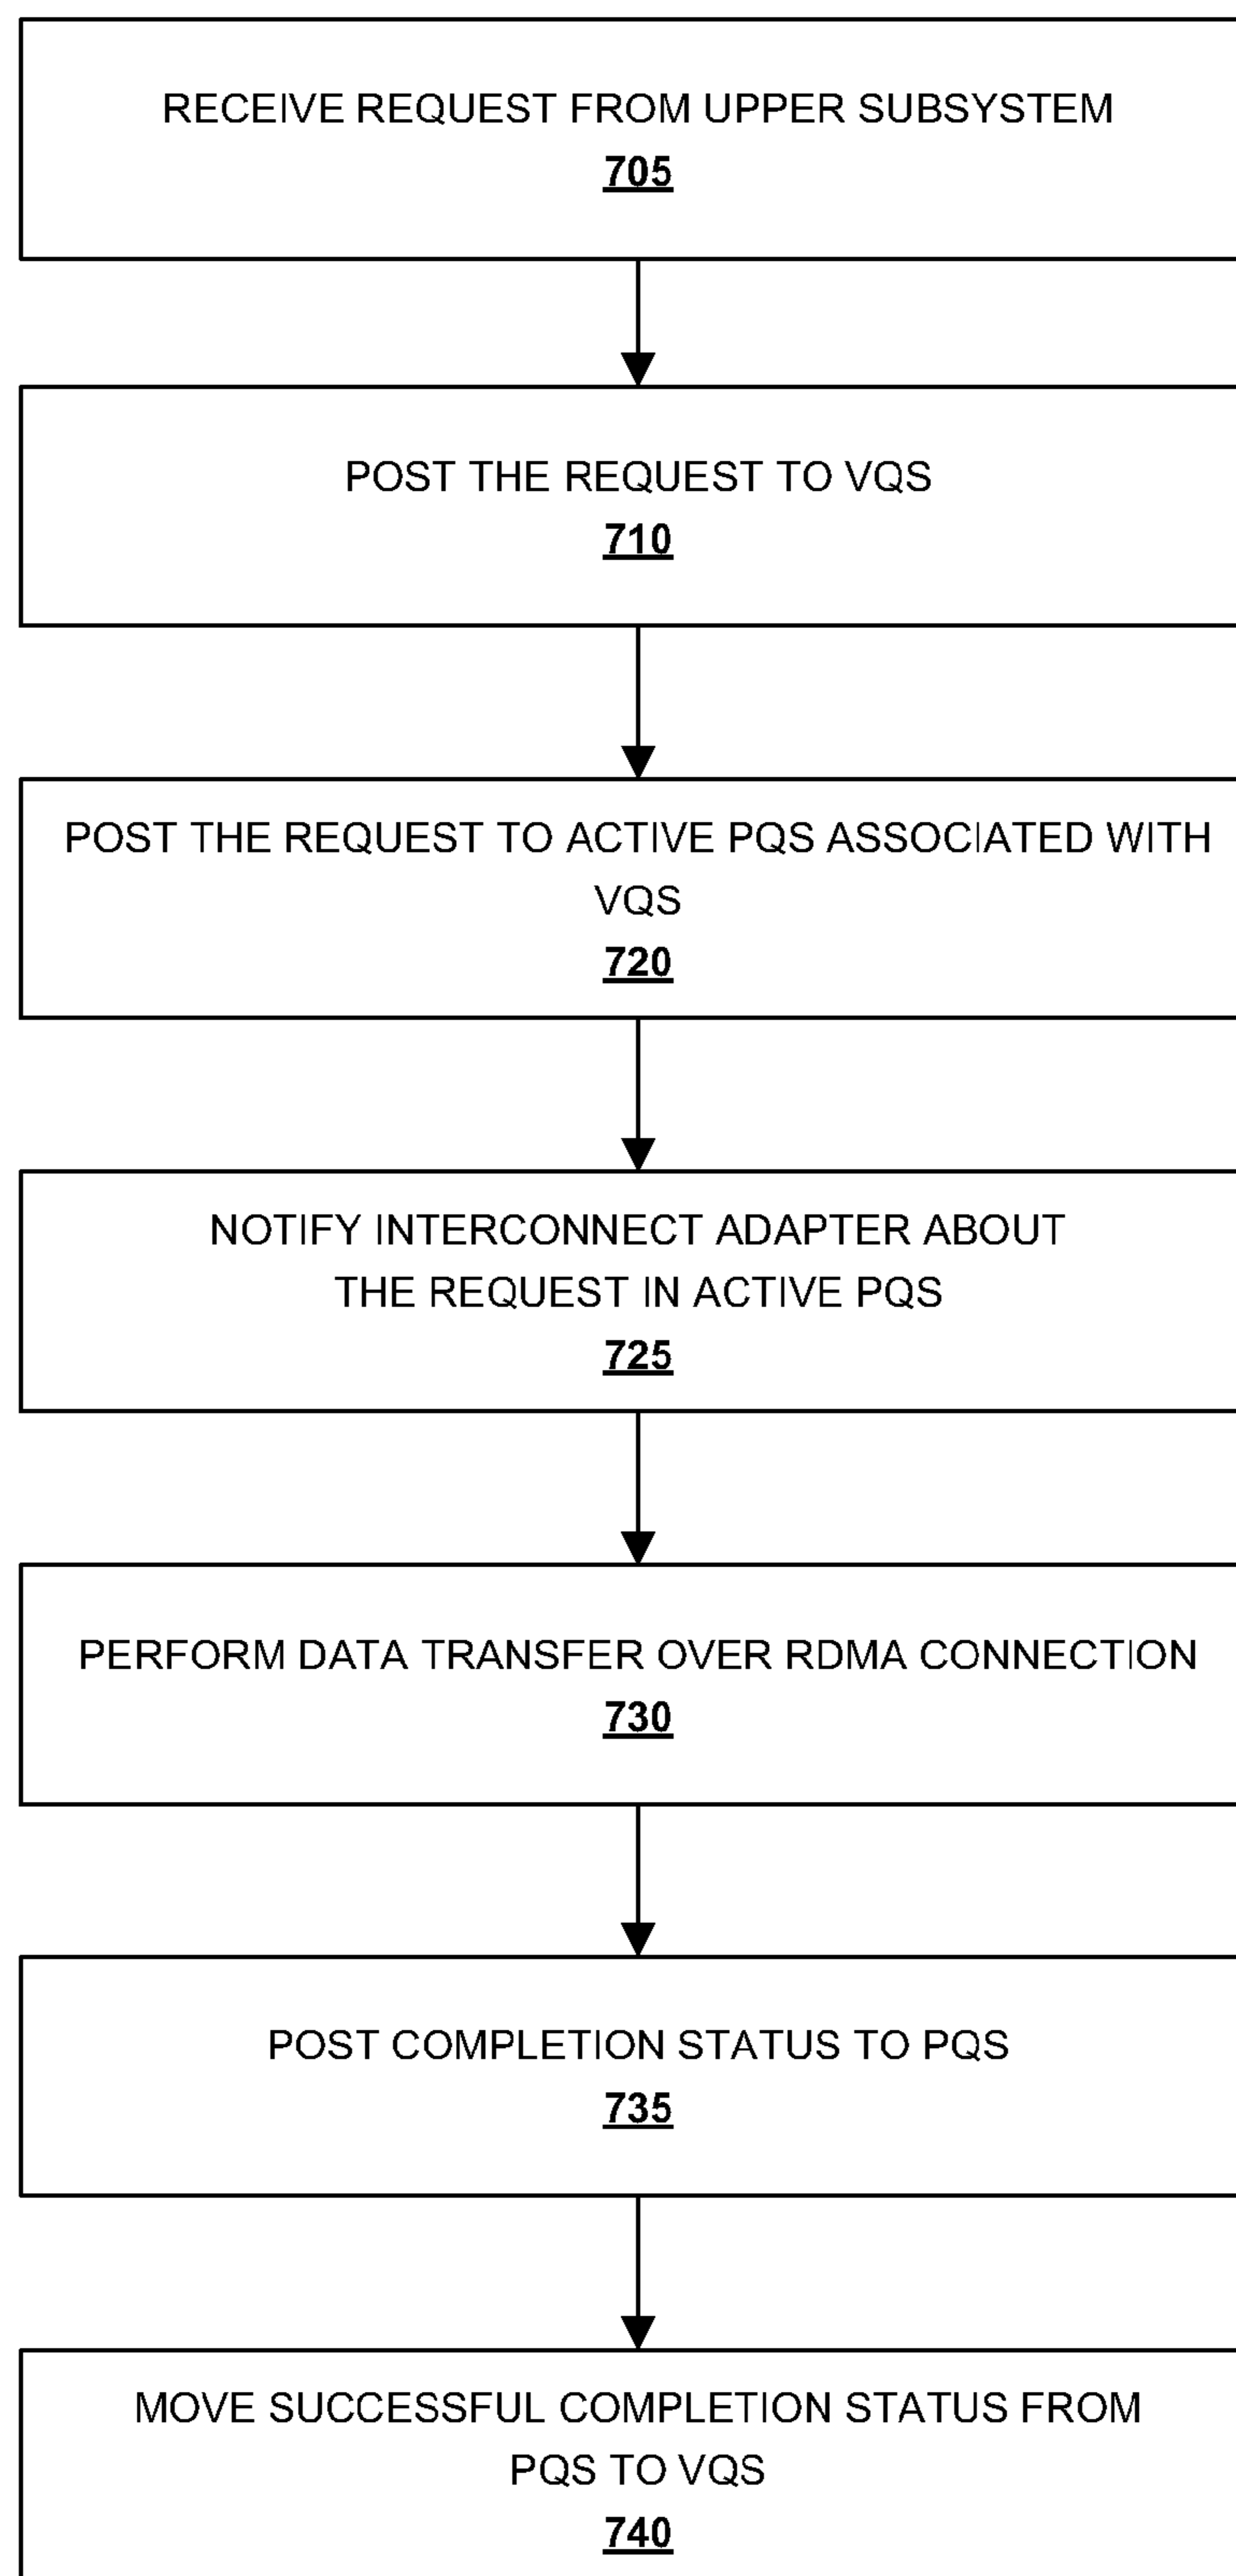 RECEIVE REQUEST FROM UPPER SUBSYSTEM
705
POST THE REQUEST TO VQS
710
POST THE REQUEST TO ACTIVE PQS ASSOCIATED WITH
VQS
720
NOTIFY INTERCONNECT ADAPTER ABOUT
THE REQUEST IN ACTIVE PQS
725
PERFORM DATA TRANSFER OVER RDMA CONNECTION
730
POST COMPLETION STATUS TO PQS
735
MOVE SUCCESSFUL COMPLETION STATUS FROM
PQS TO VQS
740